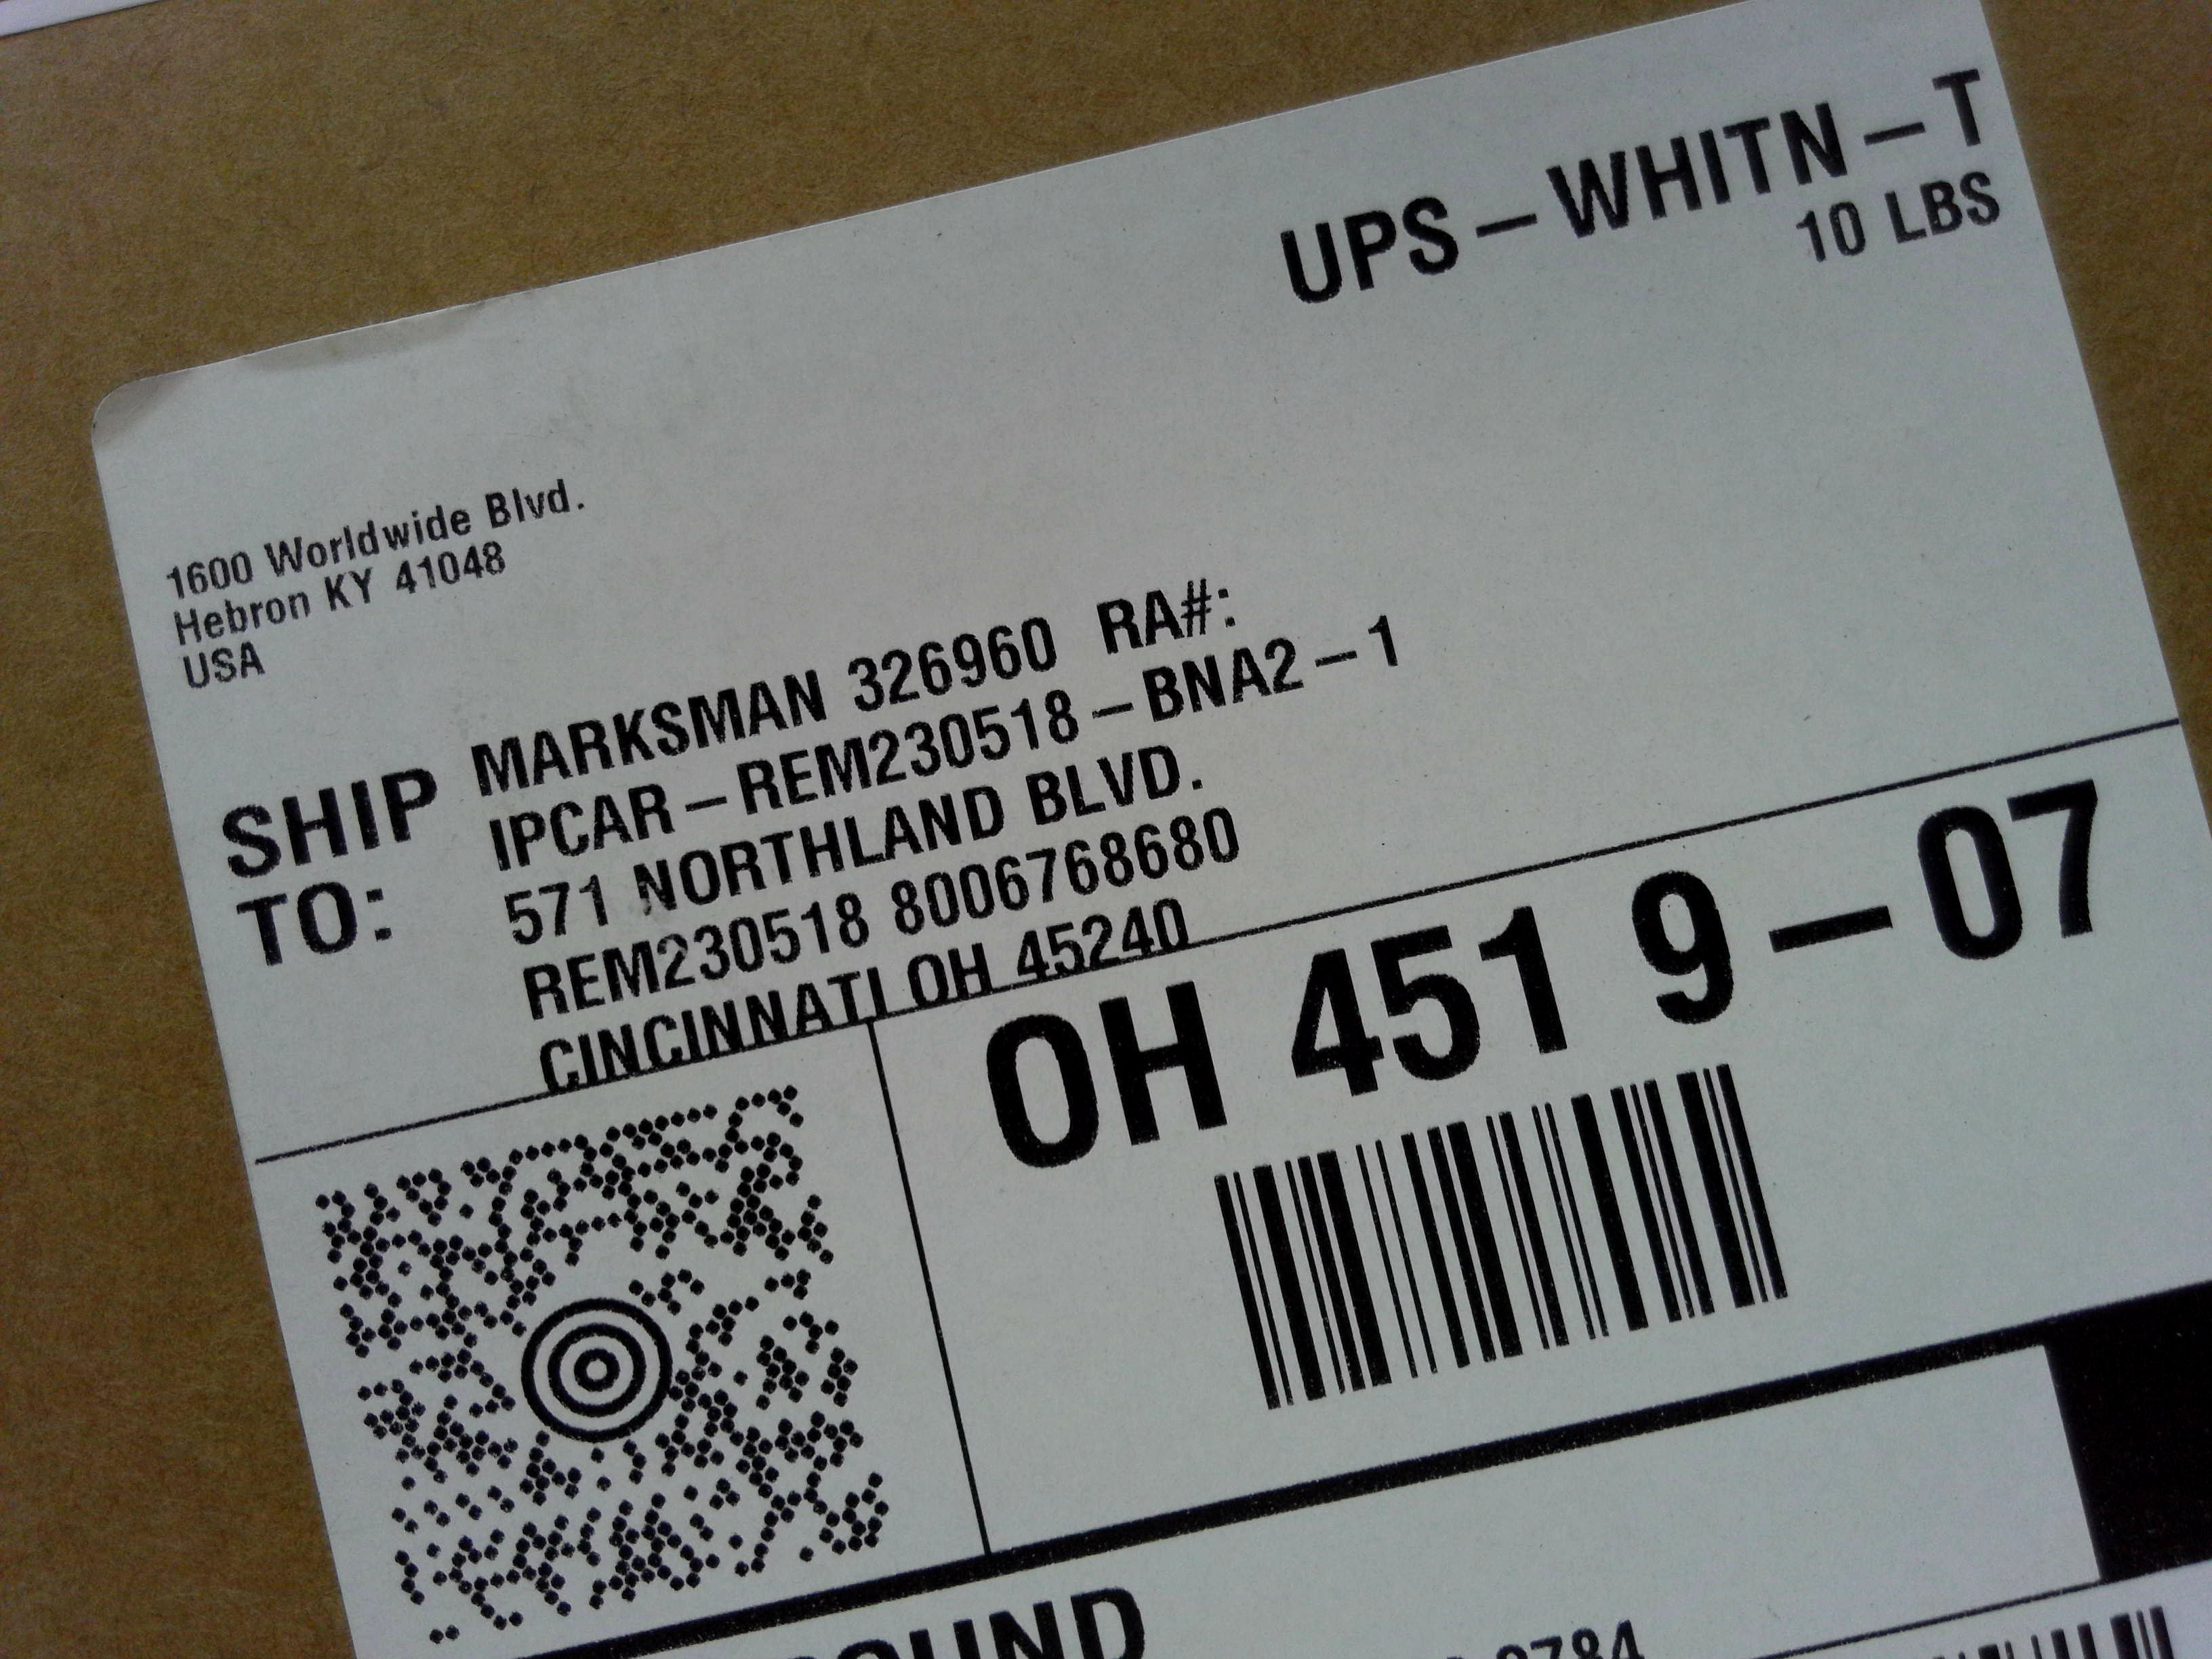 UPS-WHITN-T
10 LBS
1600 Worldwide Blvd.
Hebron KY 41048
USA
SHIP TO:
MARKSMAN 326960 RA#:
IPCAR-REM230518-BNA2-1
571 NORTHLAND BLVD.
REM230518 8006768680
CINCINNATI OH 45240
OH 451 9-07